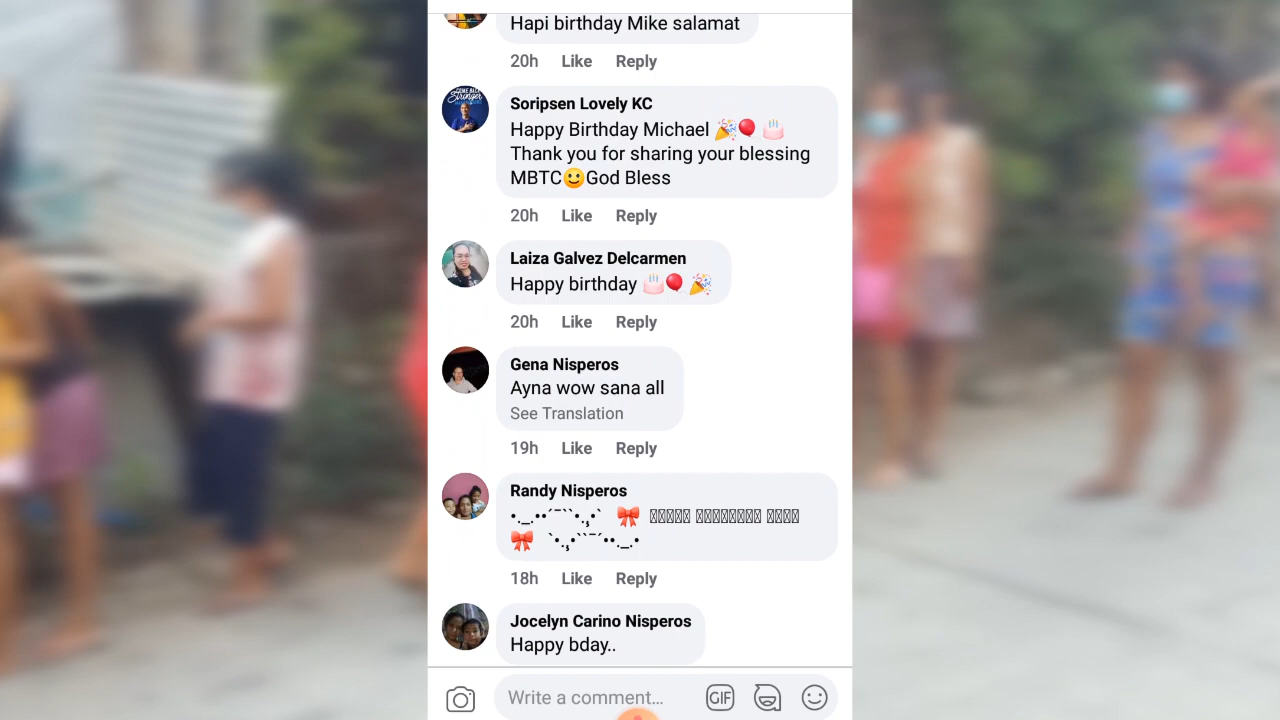 Hapi birthday Mike salamat
20h Like Reply
Soripsen Lovely KC
Happy Birthday Michael 🎉🎈🎂
Thank you for sharing your blessing
MBTC🙂God Bless
20h Like Reply
Laiza Galvez Delcarmen
Happy birthday 🎂🎈🎉
20h Like Reply
Gena Nisperos
Ayna wow sana all
See Translation
19h Like Reply
Randy Nisperos
•._.••´¯``•.¸•` 🎀
🎀 `•.¸•``¯´••._.•
18h Like Reply
Jocelyn Carino Nisperos
Happy bday..
Write a comment... GIF